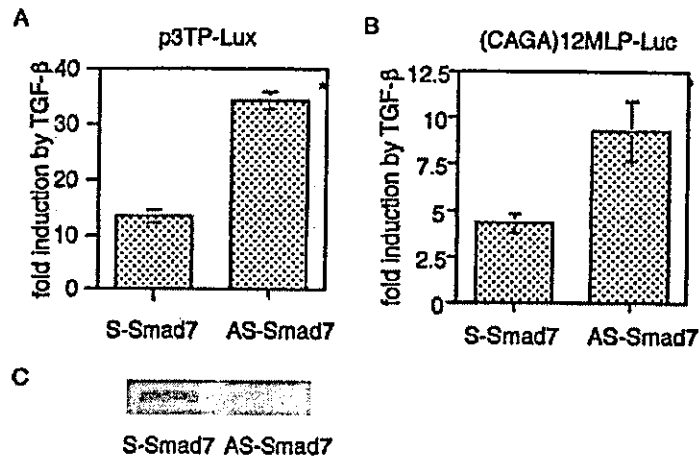 A
p3TP-Lux
fold induction by TGF-β
40
30
20
10
0
*
S-Smad7 AS-Smad7
B
(CAGA)12MLP-Luc
fold induction by TGF-β
12.5
10
7.5
5
2.5
0
S-Smad7 AS-Smad7
C
S-Smad7 AS-Smad7